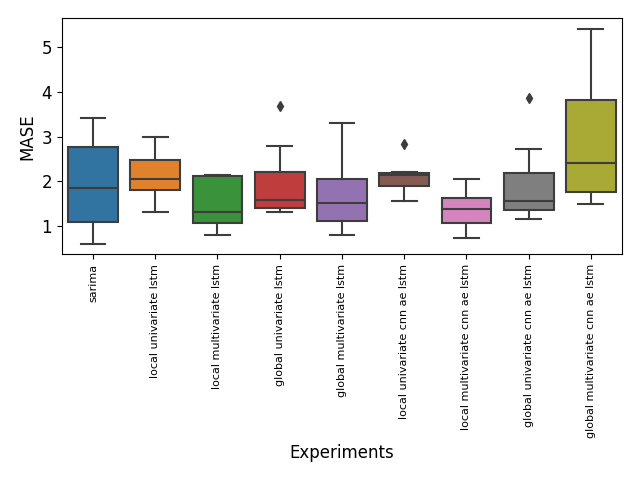 MASE
5
4
3
2
1
sarima
local univariate lstm
local multivariate lstm
global univariate lstm
global multivariate lstm
local univariate cnn ae lstm
local multivariate cnn ae lstm
global univariate cnn ae lstm
global multivariate cnn ae lstm
Experiments